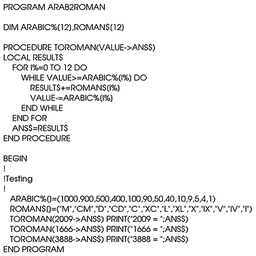 PROGRAM ARAB2ROMAN
DIM ARABIC%[12],ROMAN$[12]
PROCEDURE TOROMAN(VALUE->ANS$)
LOCAL RESULT$
FOR I%=0 TO 12 DO
WHILE VALUE>=ARABIC%[I%] DO
RESULT$+=ROMAN$[I%]
VALUE-=ARABIC%[I%]
END WHILE
END FOR
ANS$=RESULT$
END PROCEDURE
BEGIN
!
!Testing
!
ARABIC%[]=(1000,900,500,400,100,90,50,40,10,9,5,4,1)
ROMAN$[]=("M","CM","D","CD","C","XC","L","XL","X","IX","V","IV","I")
TOROMAN(2009->ANS$) PRINT("2009 = ";ANS$)
TOROMAN(1666->ANS$) PRINT("1666 = ";ANS$)
TOROMAN(3888->ANS$) PRINT("3888 = ";ANS$)
END PROGRAM